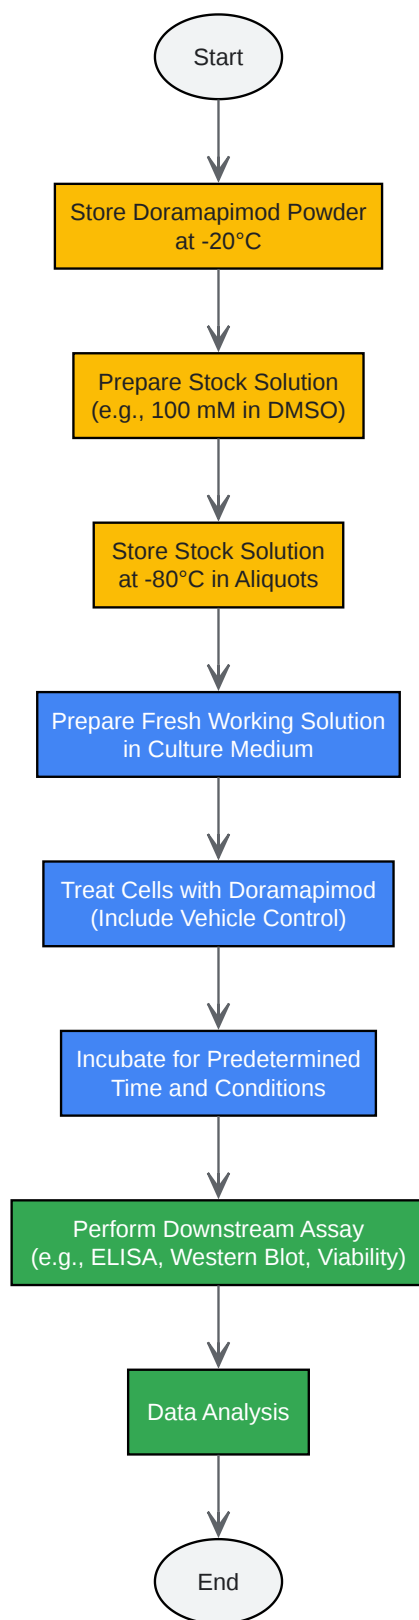 Start
Store Doramapimod Powder
at -20°C
Prepare Stock Solution
(e.g., 100 mM in DMSO)
Store Stock Solution
at -80°C in Aliquots
Prepare Fresh Working Solution
in Culture Medium
Treat Cells with Doramapimod
(Include Vehicle Control)
Incubate for Predetermined
Time and Conditions
Perform Downstream Assay
(e.g., ELISA, Western Blot, Viability)
Data Analysis
End